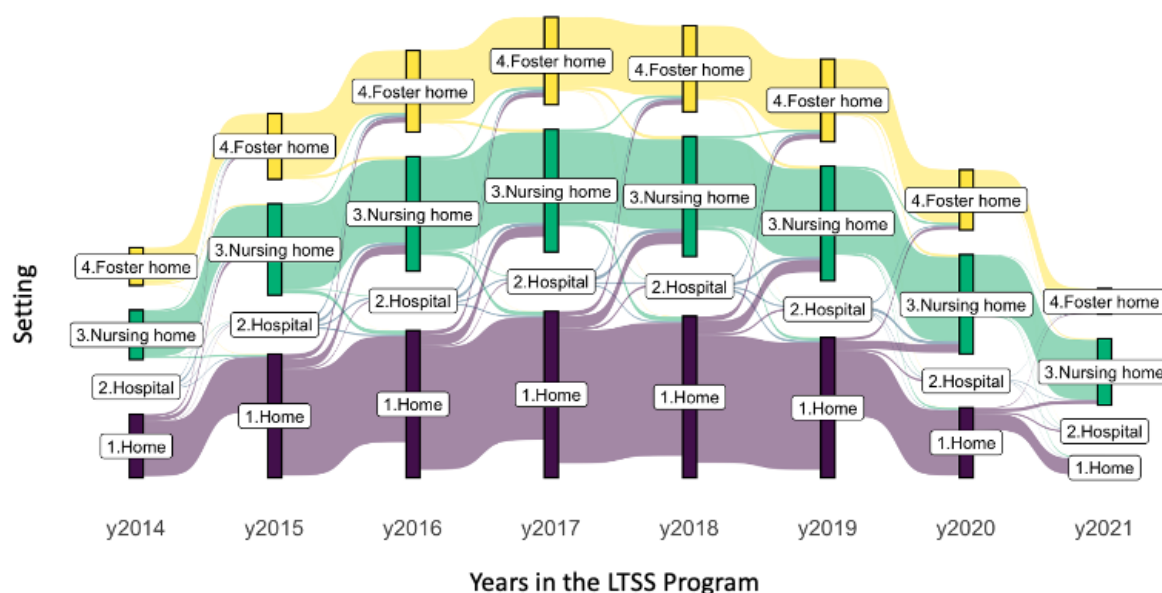 Setting
4.Foster home
3.Nursing home
2.Hospital
1.Home
4.Foster home
3.Nursing home
2.Hospital
1.Home
4.Foster home
3.Nursing home
2.Hospital
1.Home
4.Foster home
3.Nursing home
2.Hospital
1.Home
4.Foster home
3.Nursing home
2.Hospital
1.Home
4.Foster home
3.Nursing home
2.Hospital
1.Home
4.Foster home
3.Nursing home
2.Hospital
1.Home
4.Foster home
3.Nursing home
2.Hospital
1.Home
y2014
y2015
y2016
y2017
y2018
y2019
y2020
y2021
Years in the LTSS Program